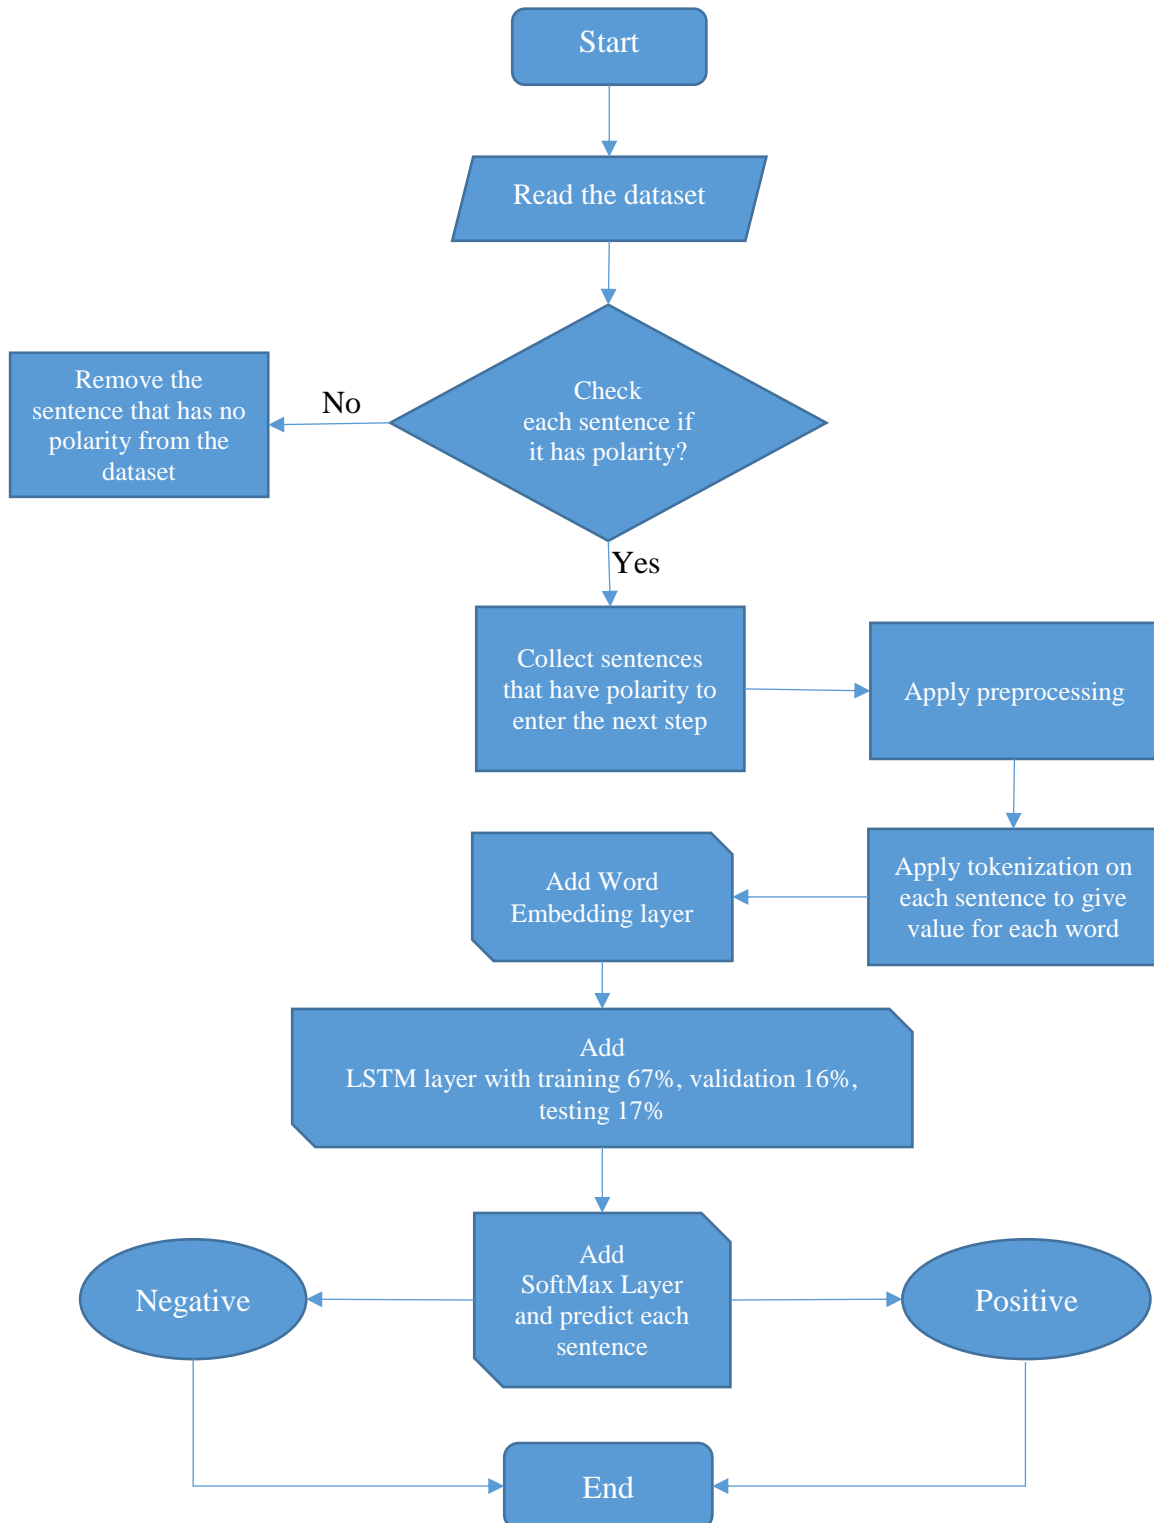 Start
Read the dataset
Check
each sentence if
it has polarity?
No
Remove the
sentence that has no
polarity from the
dataset
Yes
Collect sentences
that have polarity to
enter the next step
Apply preprocessing
Apply tokenization on
each sentence to give
value for each word
Add Word
Embedding layer
Add
LSTM layer with training 67%, validation 16%,
testing 17%
Add
SoftMax Layer
and predict each
sentence
Negative
Positive
End